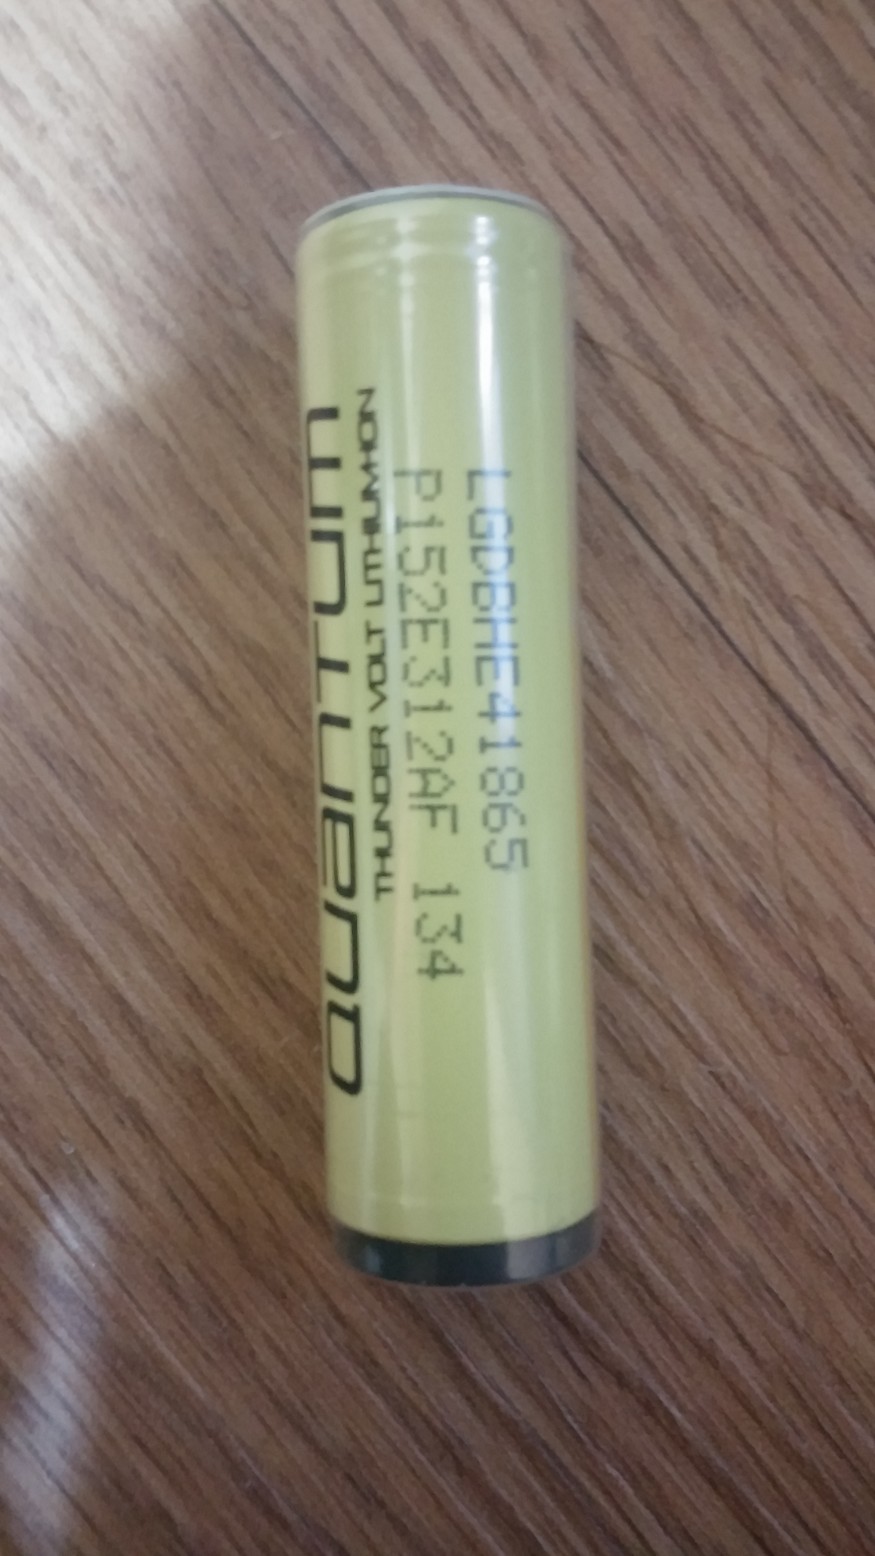 LGDBHE41865
P152E312AF 134
THUNDER VOLT LITHIUM-ION
QUANTUM